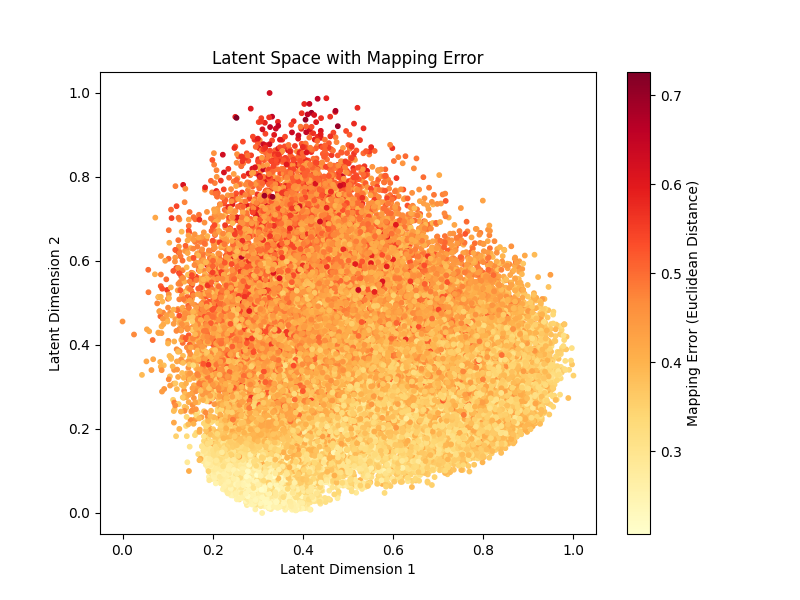 Latent Space with Mapping Error
1.0
0.8
0.6
0.4
0.2
0.0
Latent Dimension 2
0.0 0.2 0.4 0.6 0.8 1.0
Latent Dimension 1
0.7
0.6
0.5
0.4
0.3
Mapping Error (Euclidean Distance)